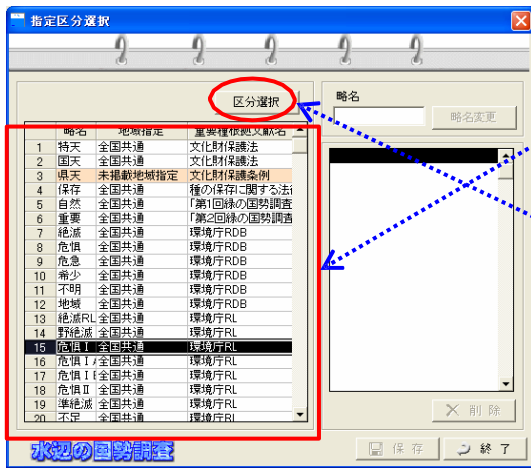 指定区分選択
区分選択
略名
略名変更
略名 地域指定 重要種根拠文献名
1 特天 全国共通 文化財保護法
2 国天 全国共通 文化財保護法
3 県天 未掲載地域指定 文化財保護条例
4 保存 全国共通 種の保存に関する法
5 自然 全国共通 「第1回緑の国勢調査
6 重要 全国共通 「第2回緑の国勢調査
7 絶滅 全国共通 環境庁RDB
8 危惧 全国共通 環境庁RDB
9 危急 全国共通 環境庁RDB
10 希少 全国共通 環境庁RDB
11 不明 全国共通 環境庁RDB
12 地域 全国共通 環境庁RDB
13 絶滅RL 全国共通 環境庁RL
14 野絶滅 全国共通 環境庁RL
15 危惧Ⅰ 全国共通 環境庁RL
16 危惧Ⅰ 全国共通 環境庁RL
17 危惧Ⅰ 全国共通 環境庁RL
18 危惧Ⅱ 全国共通 環境庁RL
19 準絶滅 全国共通 環境庁RL
20 不足 全国共通 環境庁RL
削除
水辺の国勢調査
保存
終了